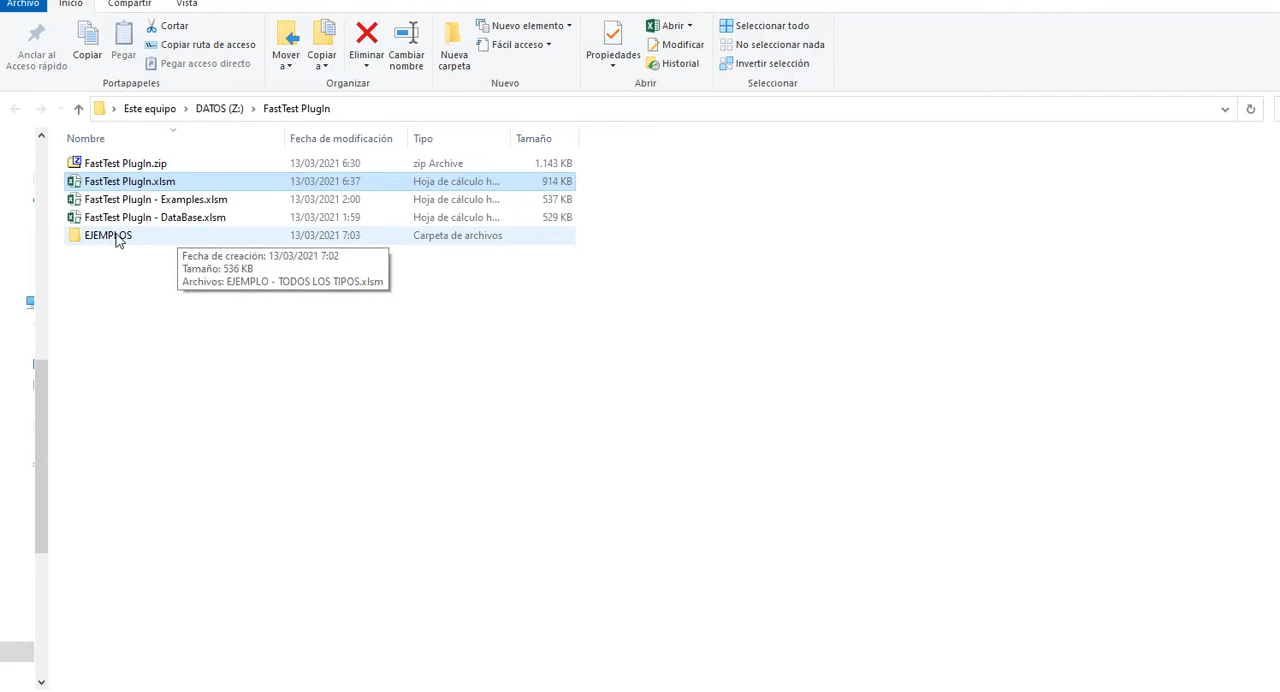 Archivo Inicio Compartir Vista
Anclar al Acceso rápido
Copiar
Pegar
Cortar
Copiar ruta de acceso
Pegar acceso directo
Portapapeles
Mover a
Copiar a
Eliminar
Cambiar nombre
Organizar
Nueva carpeta
Nuevo elemento
Fácil acceso
Nuevo
Propiedades
Abrir
Modificar
Historial
Abrir
Seleccionar todo
No seleccionar nada
Invertir selección
Seleccionar
Este equipo > DATOS (Z:) > FastTest PlugIn
Nombre Fecha de modificación Tipo Tamaño
FastTest PlugIn.zip 13/03/2021 6:30 zip Archive 1.143 KB
FastTest PlugIn.xlsm 13/03/2021 6:37 Hoja de cálculo h... 914 KB
FastTest PlugIn - Examples.xlsm 13/03/2021 2:00 Hoja de cálculo h... 537 KB
FastTest PlugIn - DataBase.xlsm 13/03/2021 1:59 Hoja de cálculo h... 529 KB
EJEMPLOS 13/03/2021 7:03 Carpeta de archivos
Fecha de creación: 13/03/2021 7:02
Tamaño: 536 KB
Archivos: EJEMPLO - TODOS LOS TIPOS.xlsm